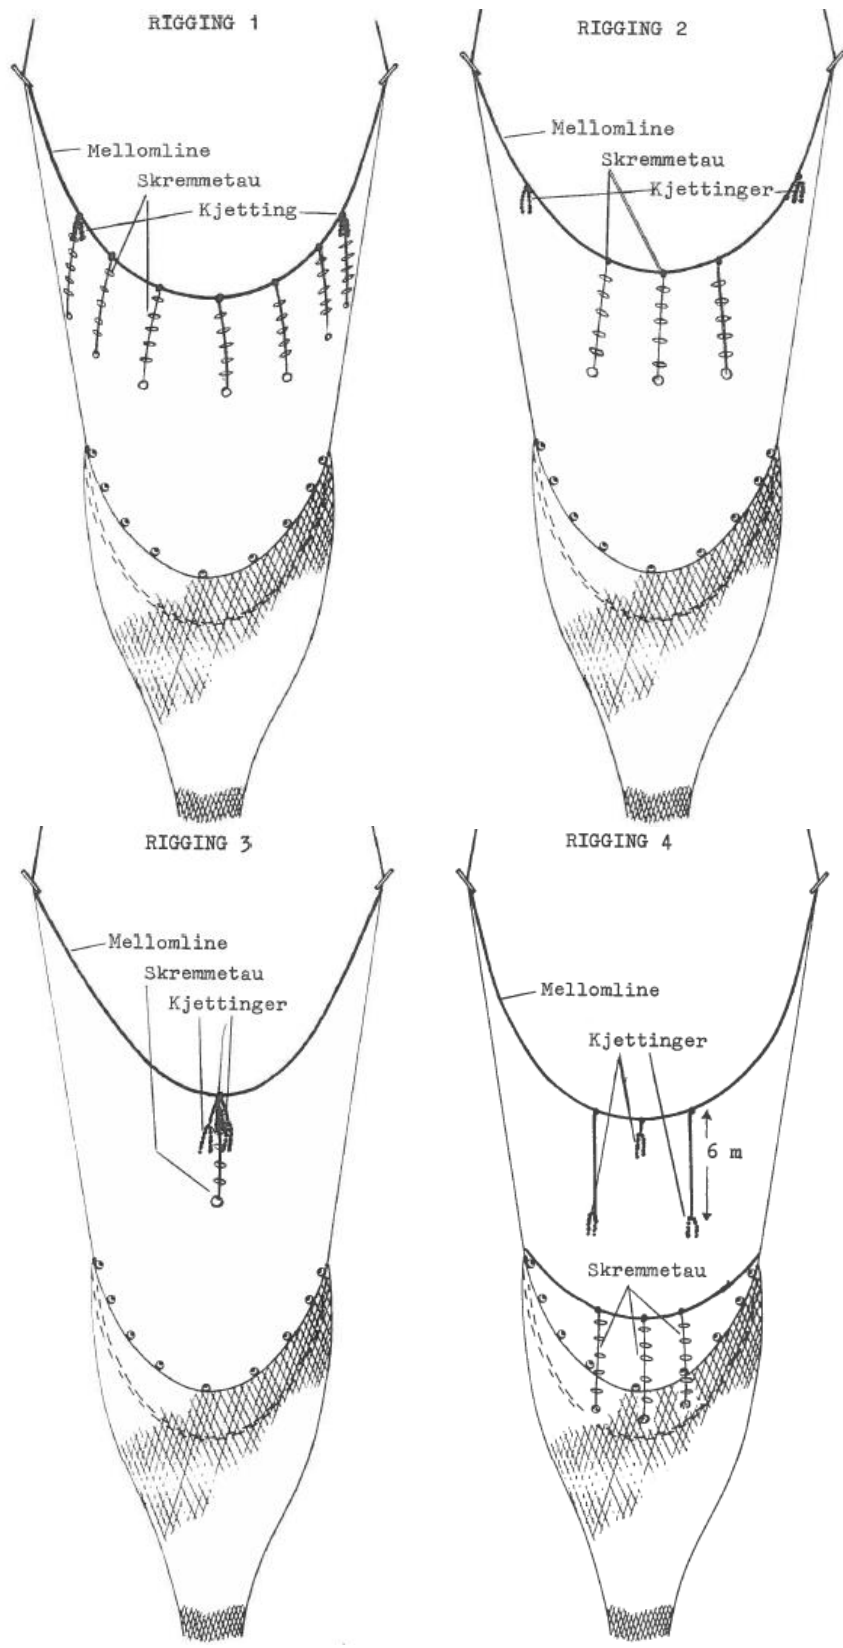 RIGGING 1
Mellomline
Skremmetau
Kjetting
RIGGING 2
Mellomline
Skremmetau
Kjettinger
RIGGING 3
Mellomline
Skremmetau
Kjettinger
RIGGING 4
Mellomline
Kjettinger
6 m
Skremmetau